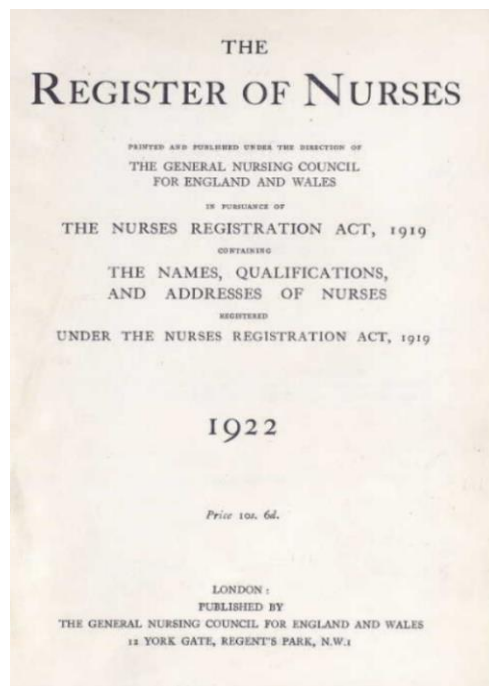 THE
REGISTER OF NURSES
PRINTED AND PUBLISHED UNDER THE DIRECTION OF
THE GENERAL NURSING COUNCIL
FOR ENGLAND AND WALES
IN PURSUANCE OF
THE NURSES REGISTRATION ACT, 1919
CONTAINING
THE NAMES, QUALIFICATIONS,
AND ADDRESSES OF NURSES
REGISTERED
UNDER THE NURSES REGISTRATION ACT, 1919
1922
Price 10s. 6d.
LONDON:
PUBLISHED BY
THE GENERAL NURSING COUNCIL FOR ENGLAND AND WALES
12 YORK GATE, REGENT'S PARK, N.W.1